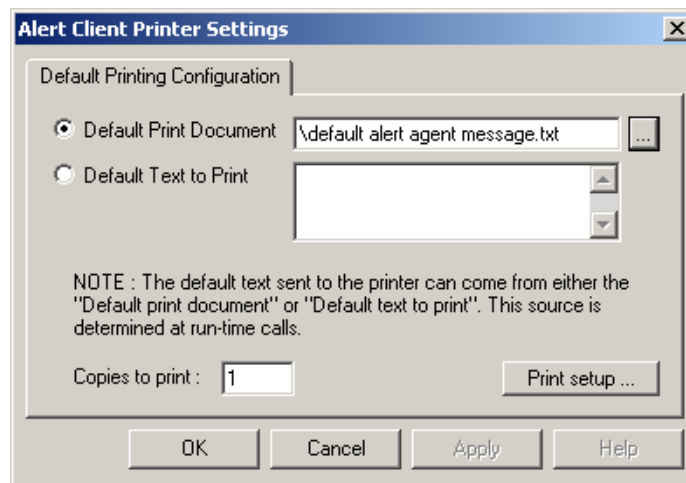 Alert Client Printer Settings
Default Printing Configuration
Default Print Document
\default alert agent message.txt
...
Default Text to Print
NOTE : The default text sent to the printer can come from either the
"Default print document" or "Default text to print". This source is
determined at run-time calls.
Copies to print :
1
Print setup ...
OK
Cancel
Apply
Help